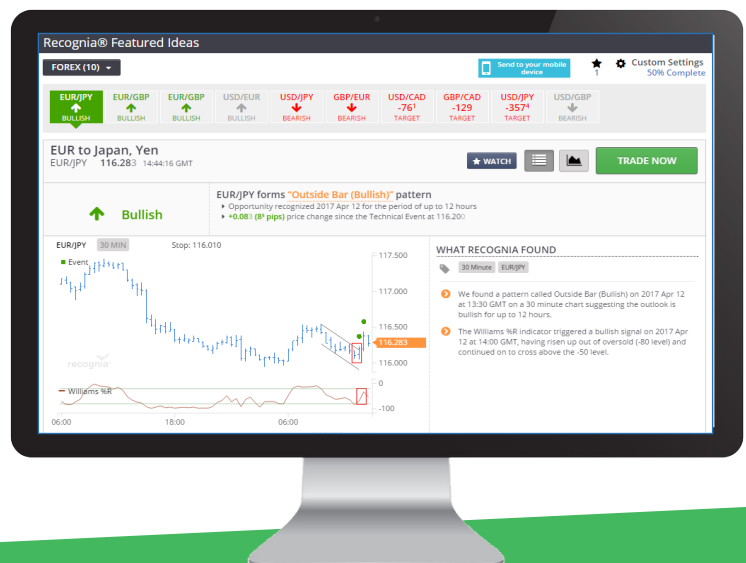 Recognia® Featured Ideas
FOREX (10)
Send to your mobile device
1
Custom Settings
50% Complete
EUR/JPY BULLISH
EUR/GBP BULLISH
EUR/GBP BULLISH
USD/EUR BULLISH
USD/JPY BEARISH
GBP/EUR BEARISH
USD/CAD -76¹ TARGET
GBP/CAD -129 TARGET
USD/JPY -357⁴ TARGET
USD/GBP BEARISH
EUR to Japan, Yen
EUR/JPY 116.283 14:44:16 GMT
WATCH
TRADE NOW
Bullish
EUR/JPY forms "Outside Bar (Bullish)" pattern
Opportunity recognized 2017 Apr 12 for the period of up to 12 hours
+0.083 (8³ pips) price change since the Technical Event at 116.200
EUR/JPY 30 MIN Stop: 116.010
Event
117.500
117.000
116.500
116.283
116.000
recognia
Williams %R
0
-100
06:00 18:00 06:00
WHAT RECOGNIA FOUND
30 Minute EUR/JPY
We found a pattern called Outside Bar (Bullish) on 2017 Apr 12
at 13:30 GMT on a 30 minute chart suggesting the outlook is
bullish for up to 12 hours.
The Williams %R indicator triggered a bullish signal on 2017 Apr
12 at 14:00 GMT, having risen up out of oversold (-80 level) and
continued on to cross above the -50 level.